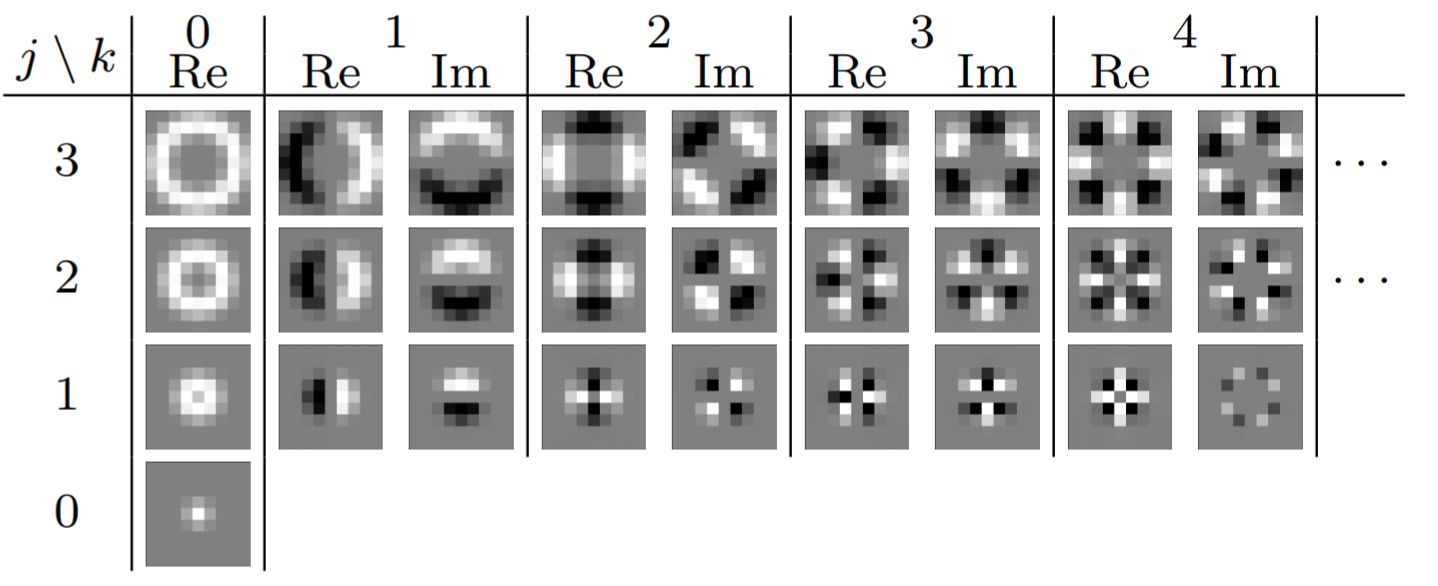 j \ k 0 1 2 3 4
Re Re Im Re Im Re Im Re Im
3 ...
2 ...
1
0